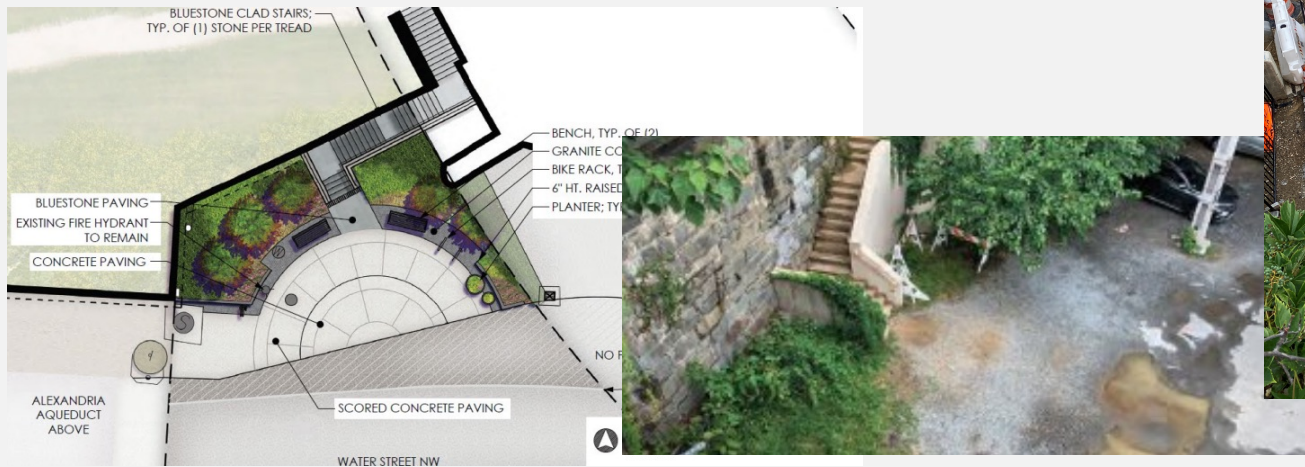 BLUESTONE CLAD STAIRS;
TYP. OF (1) STONE PER TREAD
BENCH, TYP. OF (2)
GRANITE CO
BIKE RACK, T
6" HT. RAISED
PLANTER; TYP
BLUESTONE PAVING
EXISTING FIRE HYDRANT
TO REMAIN
CONCRETE PAVING
NO
SCORED CONCRETE PAVING
ALEXANDRIA
AQUEDUCT
ABOVE
WATER STREET NW